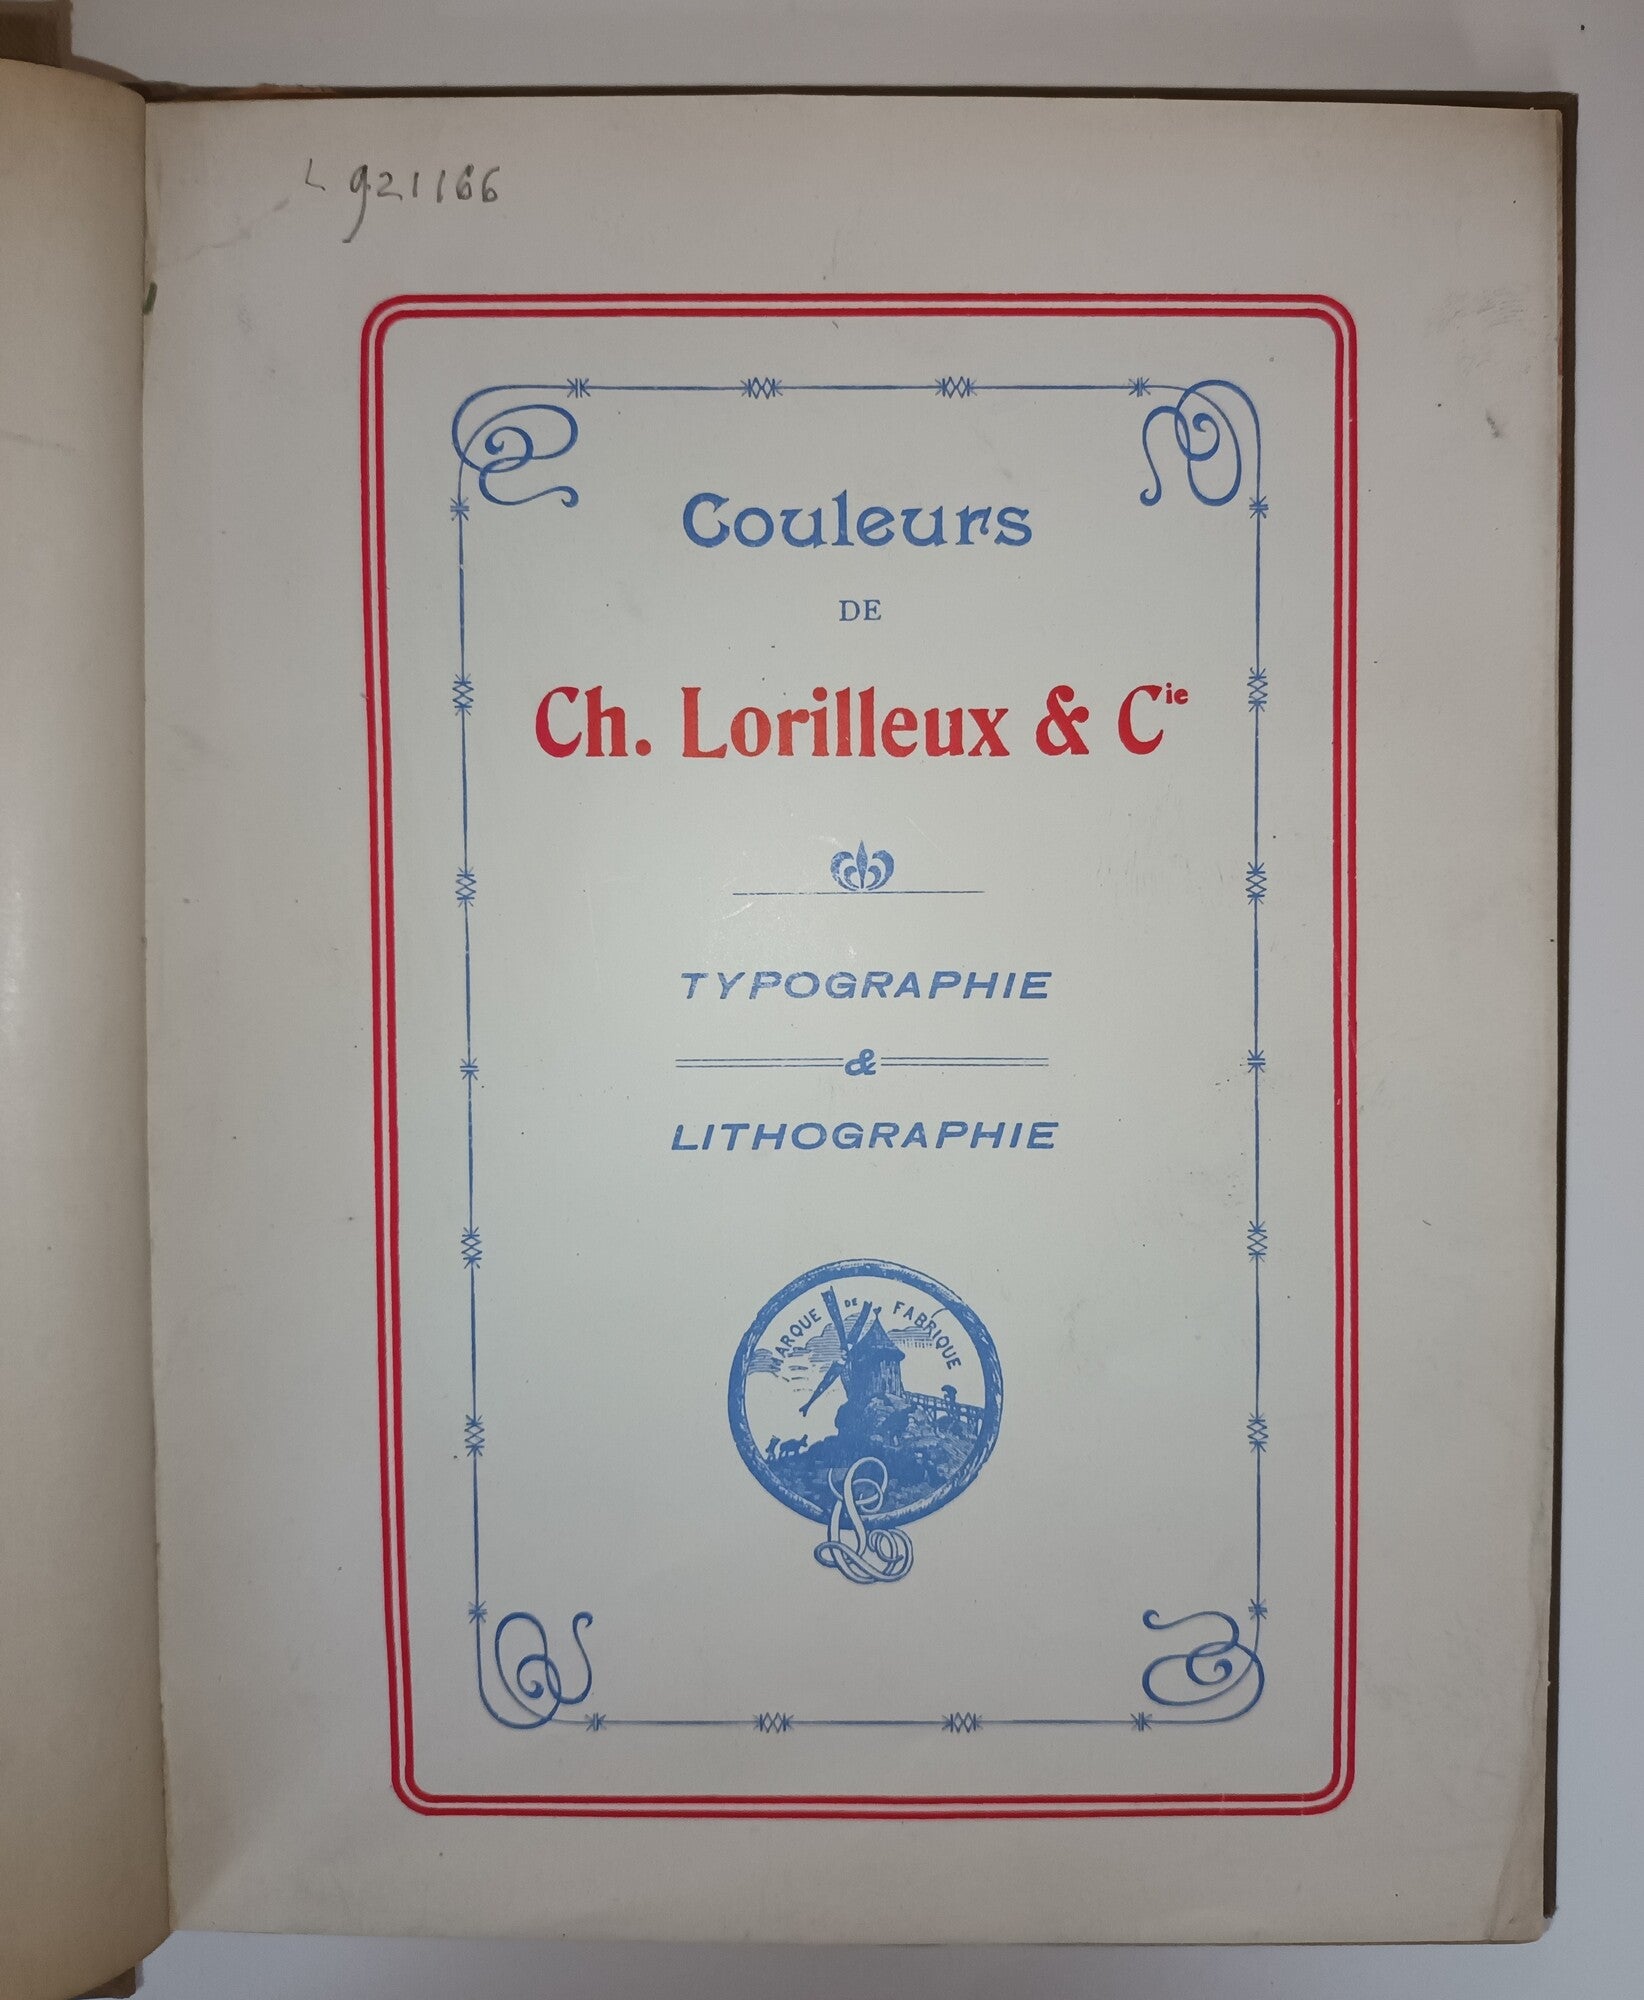 L 921166
Couleurs
DE
Ch. Lorilleux & Cie
TYPOGRAPHIE
&
LITHOGRAPHIE
MARQUE DE FABRIQUE